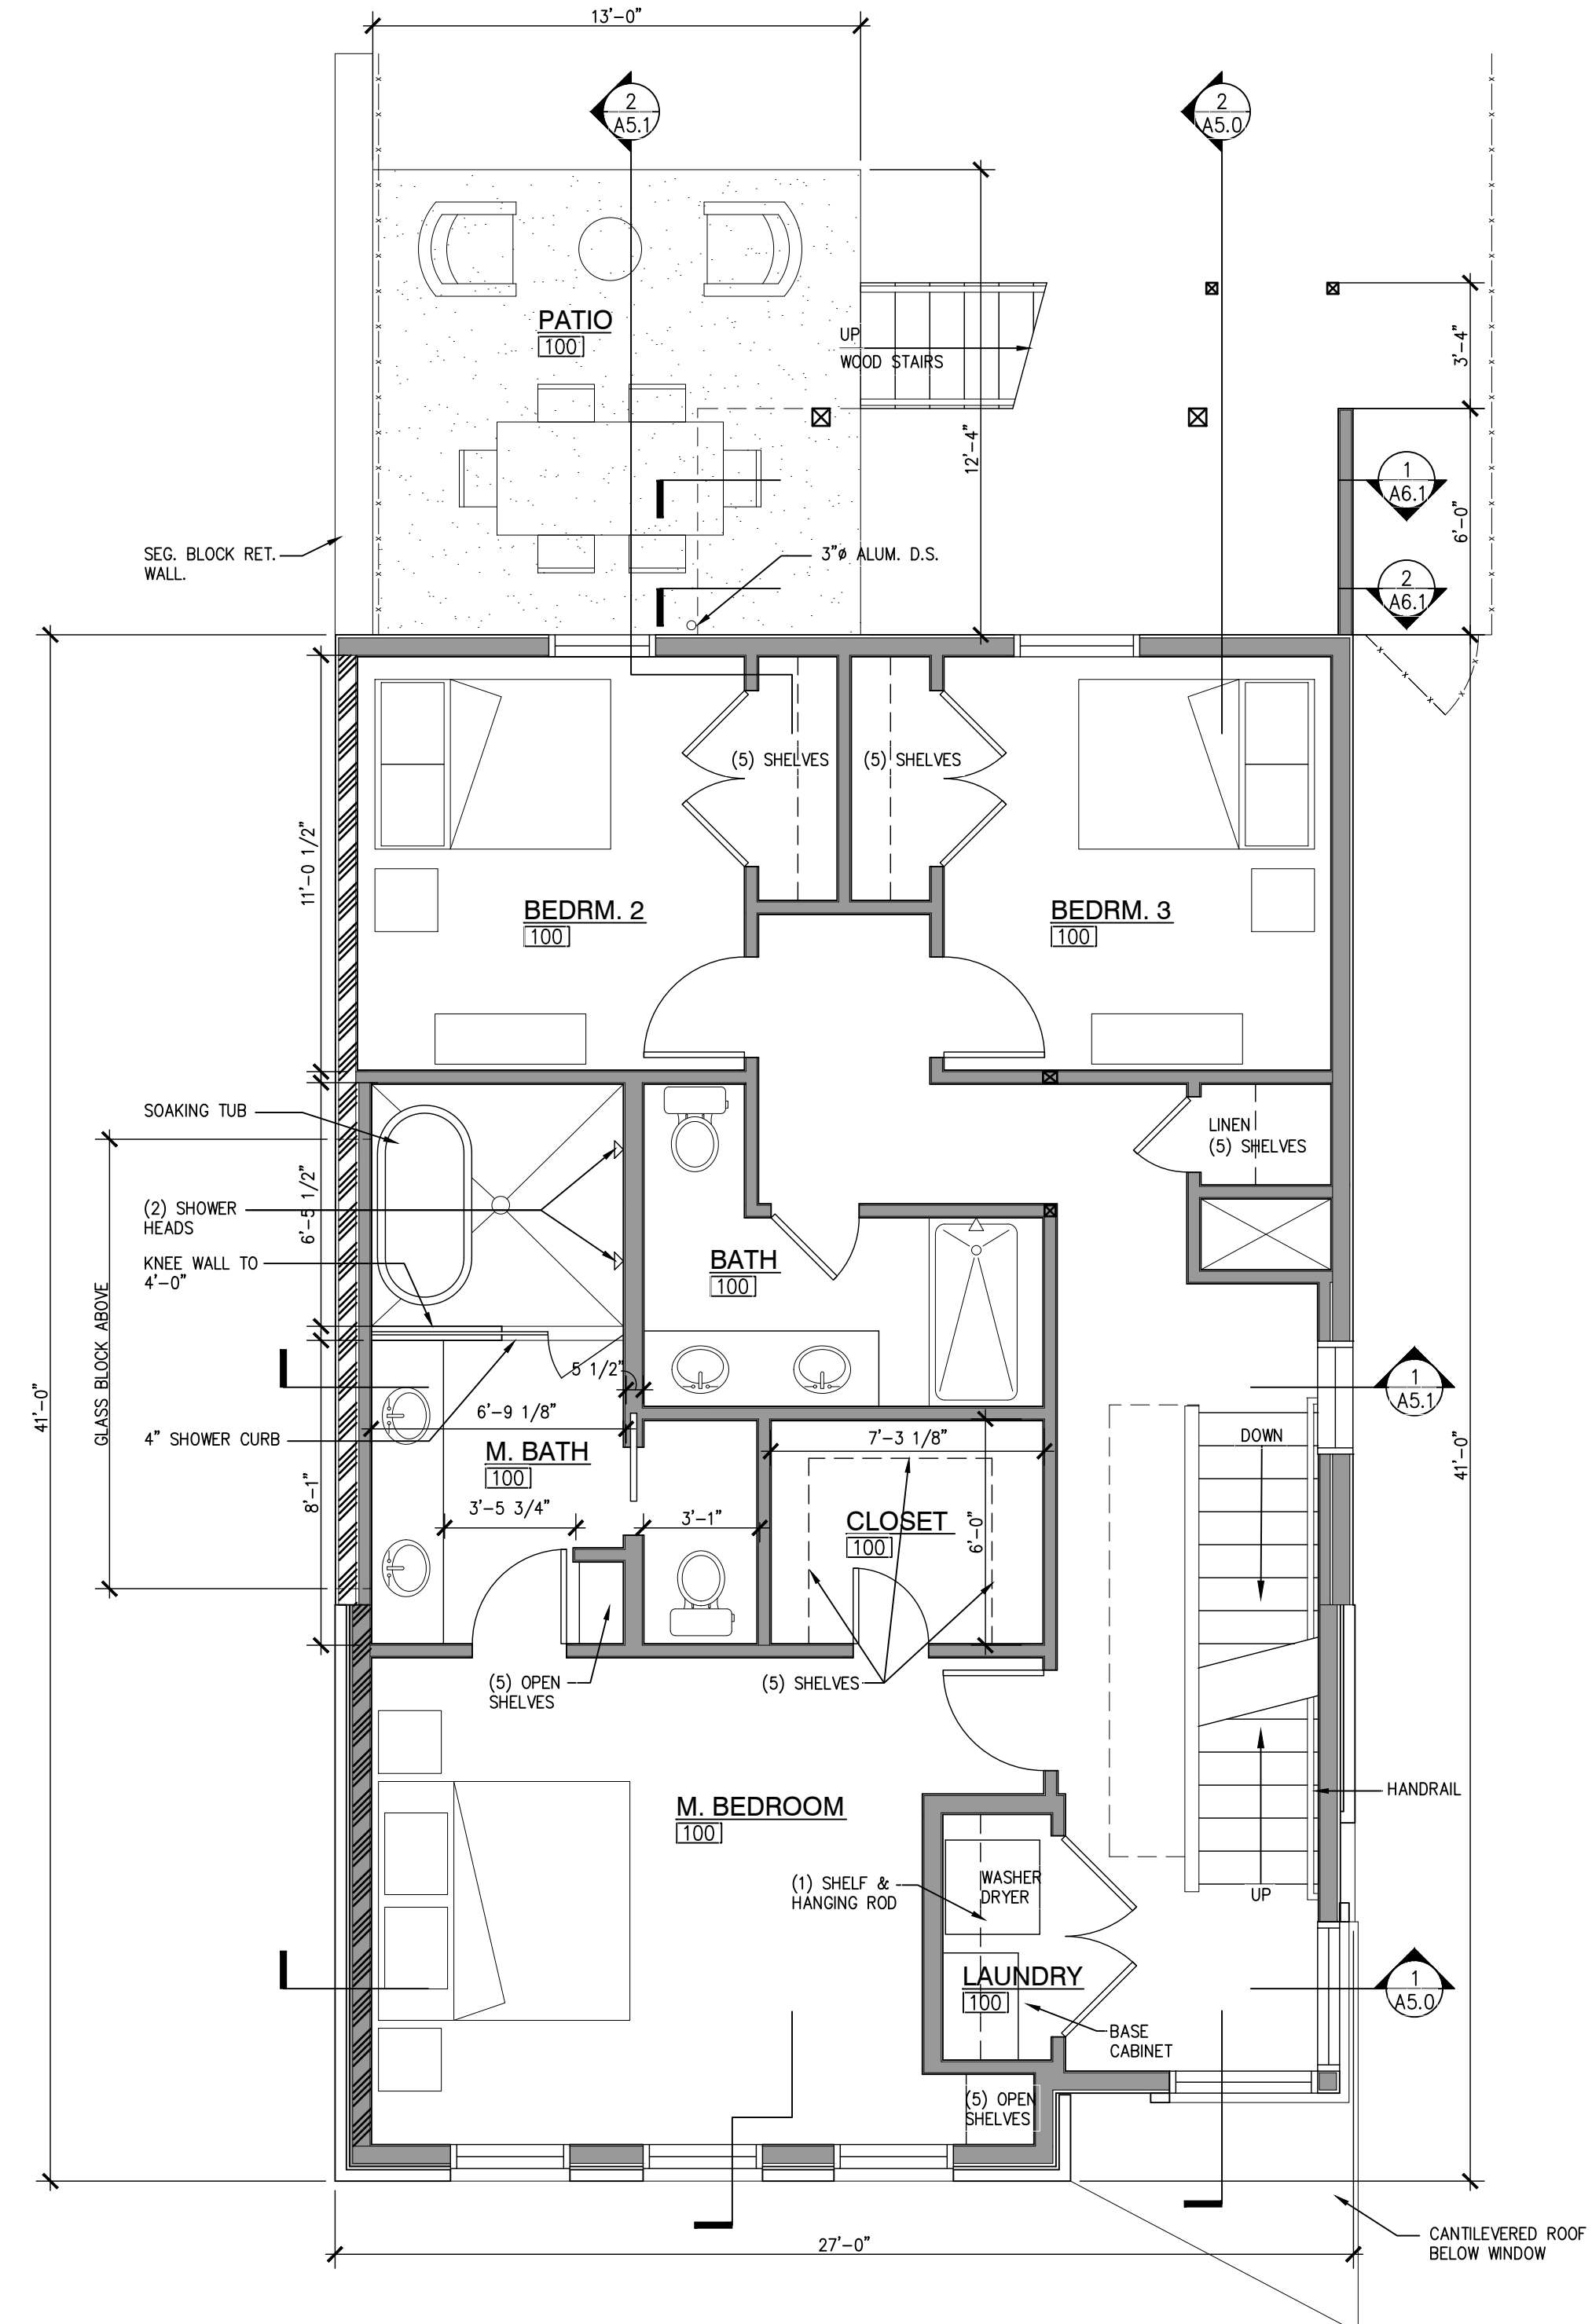 13'-0"
2
A5.1
2
A5.0
PATIO
100
UP
WOOD STAIRS
3'-4"
12'-4"
1
A6.1
6'-0"
SEG. BLOCK RET.
WALL.
3"ø ALUM. D.S.
2
A6.1
(5) SHELVES
(5) SHELVES
11'-0 1/2"
BEDRM. 2
100
BEDRM. 3
100
SOAKING TUB
LINEN
(5) SHELVES
6'-5 1/2"
(2) SHOWER
HEADS
KNEE WALL TO
4'-0"
BATH
100
GLASS BLOCK ABOVE
41'-0"
5 1/2"
1
A5.1
6'-9 1/8"
4" SHOWER CURB
M. BATH
100
7'-3 1/8"
DOWN
41'-0"
8'-1"
3'-5 3/4"
3'-1"
CLOSET
100
6'-0"
(5) OPEN
SHELVES
(5) SHELVES
HANDRAIL
M. BEDROOM
100
(1) SHELF &
HANGING ROD
WASHER
DRYER
UP
LAUNDRY
100
1
A5.0
BASE
CABINET
(5) OPEN
SHELVES
27'-0"
CANTILEVERED ROOF
BELOW WINDOW